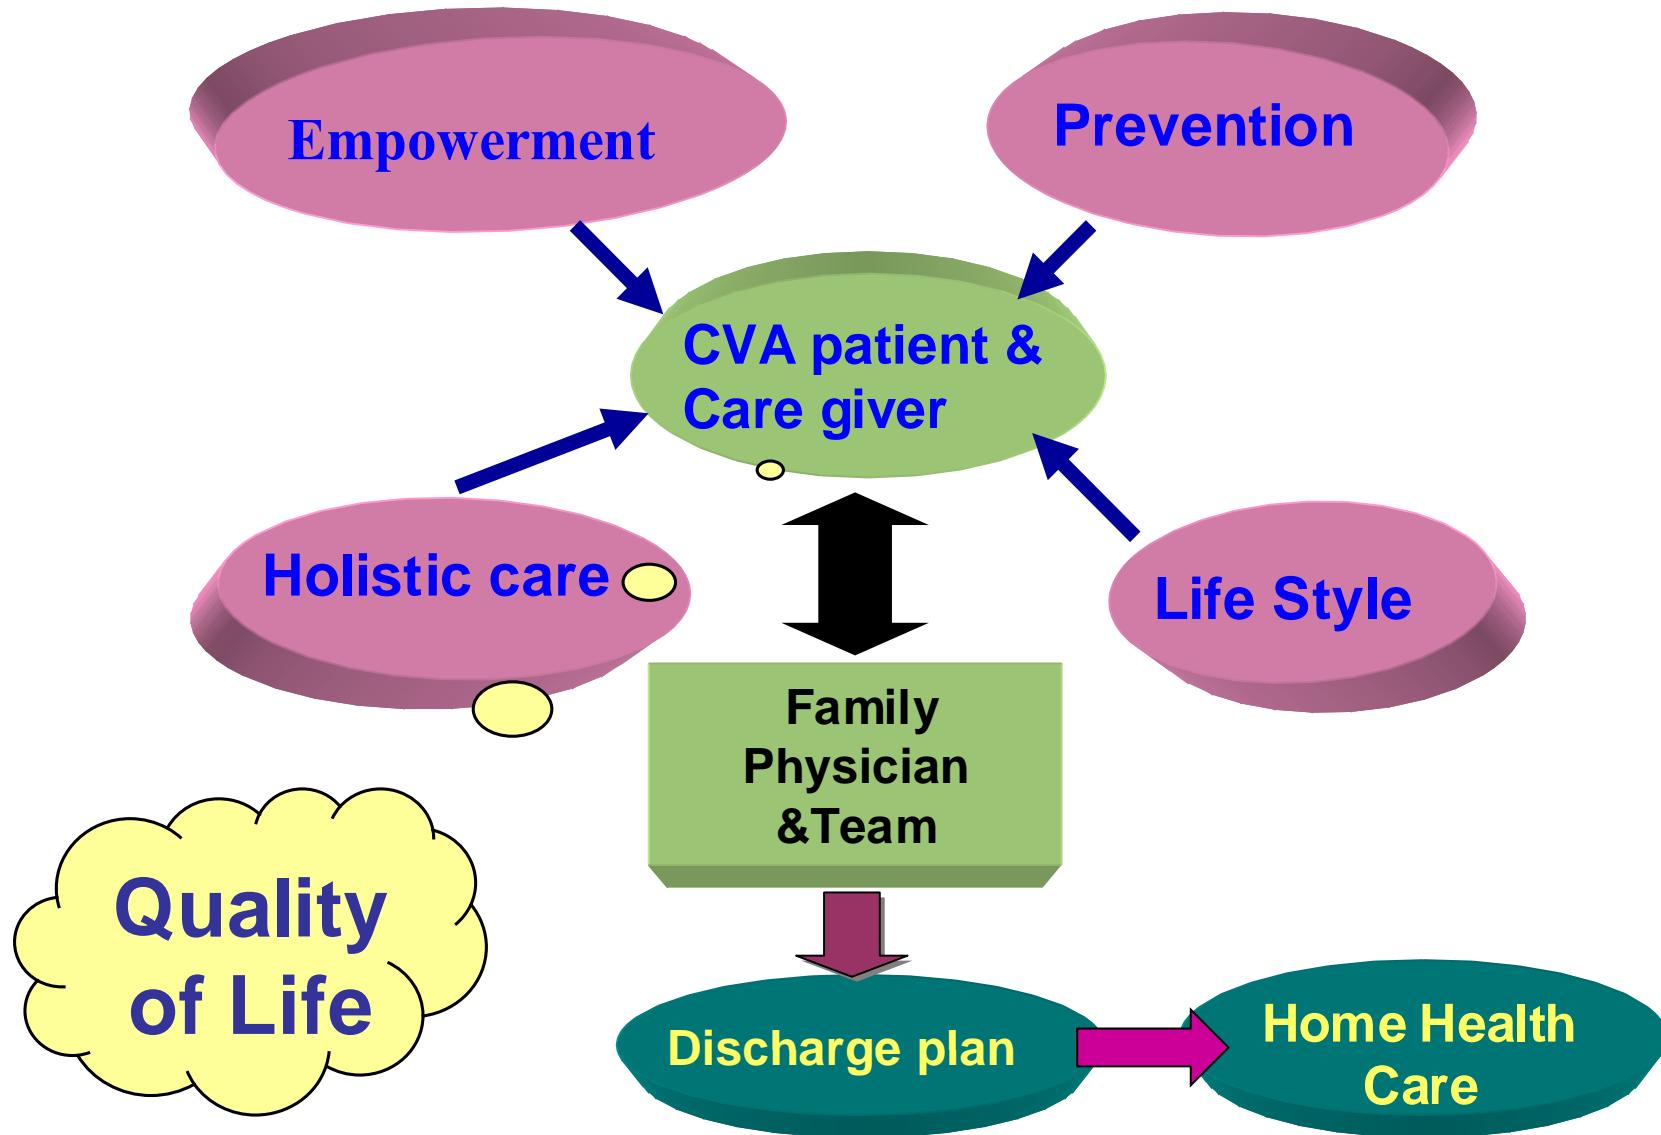 Empowerment
Prevention
CVA patient &
Care giver
Holistic care
Life Style
Family
Physician
&Team
Quality
of Life
Discharge plan
Home Health
Care